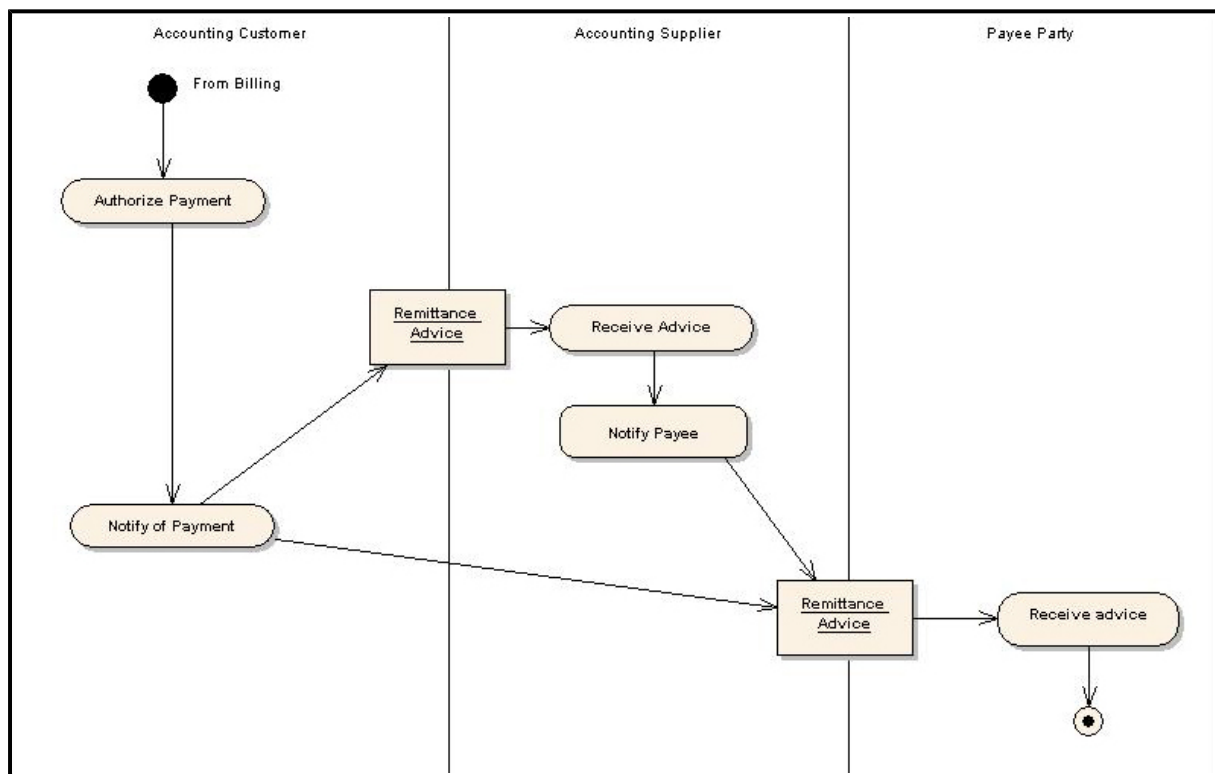 Accounting Customer
Accounting Supplier
Payee Party
From Billing
Authorize Payment
Remittance
Advice
Receive Advice
Notify Payee
Notify of Payment
Remittance
Advice
Receive advice